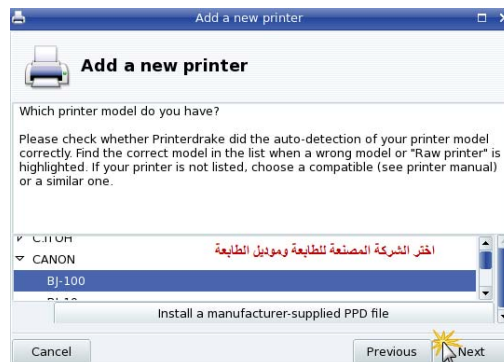 Add a new printer
Add a new printer
Which printer model do you have?
Please check whether Printerdrake did the auto-detection of your printer model
correctly. Find the correct model in the list when a wrong model or "Raw printer" is
highlighted. If your printer is not listed, choose a compatible (see printer manual)
or a similar one.
C.ITOH
CANON
اختر الشركة المصنعة للطابعة وموديل الطابعة
BJ-100
BJ-10
Install a manufacturer-supplied PPD file
Cancel
Previous
Next